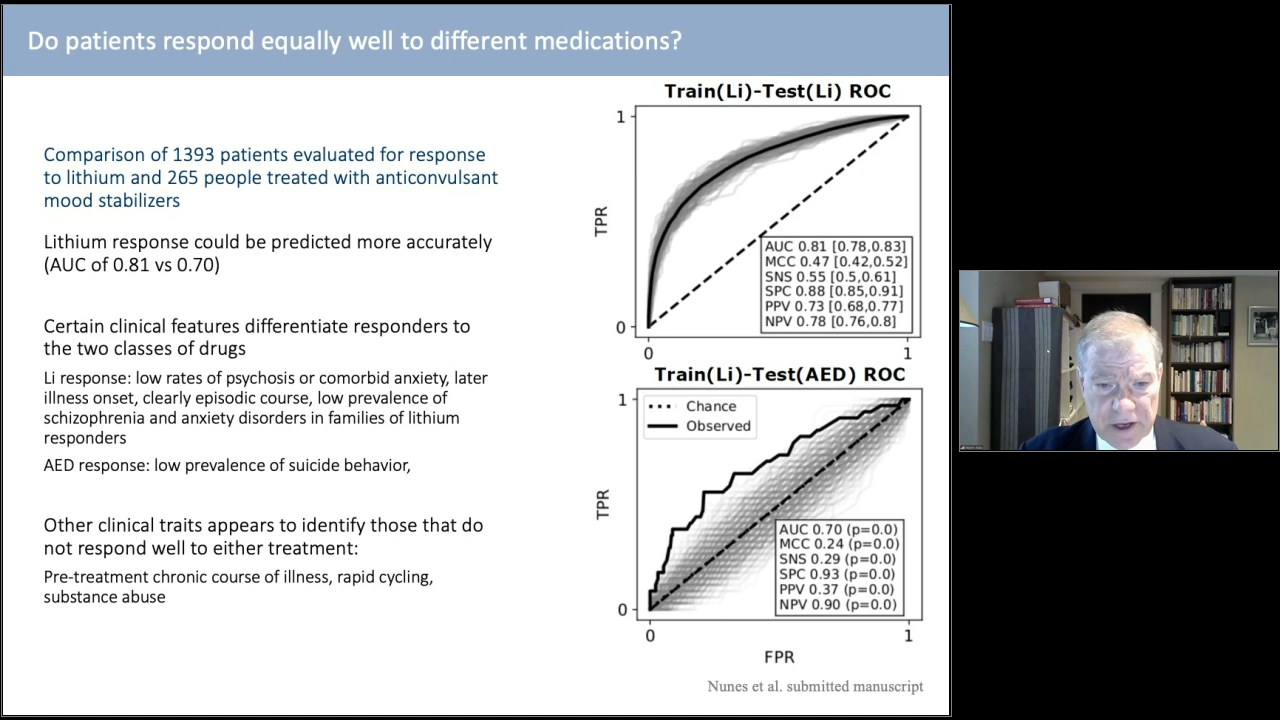 Do patients respond equally well to different medications?
Comparison of 1393 patients evaluated for response
to lithium and 265 people treated with anticonvulsant
mood stabilizers
Lithium response could be predicted more accurately
(AUC of 0.81 vs 0.70)
Certain clinical features differentiate responders to
the two classes of drugs
Li response: low rates of psychosis or comorbid anxiety, later
illness onset, clearly episodic course, low prevalence of
schizophrenia and anxiety disorders in families of lithium
responders
AED response: low prevalence of suicide behavior,
Other clinical traits appears to identify those that do
not respond well to either treatment:
Pre-treatment chronic course of illness, rapid cycling,
substance abuse
Train(Li)-Test(Li) ROC
1
TPR
AUC 0.81 [0.78,0.83]
MCC 0.47 [0.42,0.52]
SNS 0.55 [0.5,0.61]
SPC 0.88 [0.85,0.91]
PPV 0.73 [0.68,0.77]
NPV 0.78 [0.76,0.8]
0
0 1
Train(Li)-Test(AED) ROC
1
Chance
Observed
TPR
AUC 0.70 (p=0.0)
MCC 0.24 (p=0.0)
SNS 0.29 (p=0.0)
SPC 0.93 (p=0.0)
PPV 0.37 (p=0.0)
NPV 0.90 (p=0.0)
0
0 1
FPR
Nunes et al. submitted manuscript